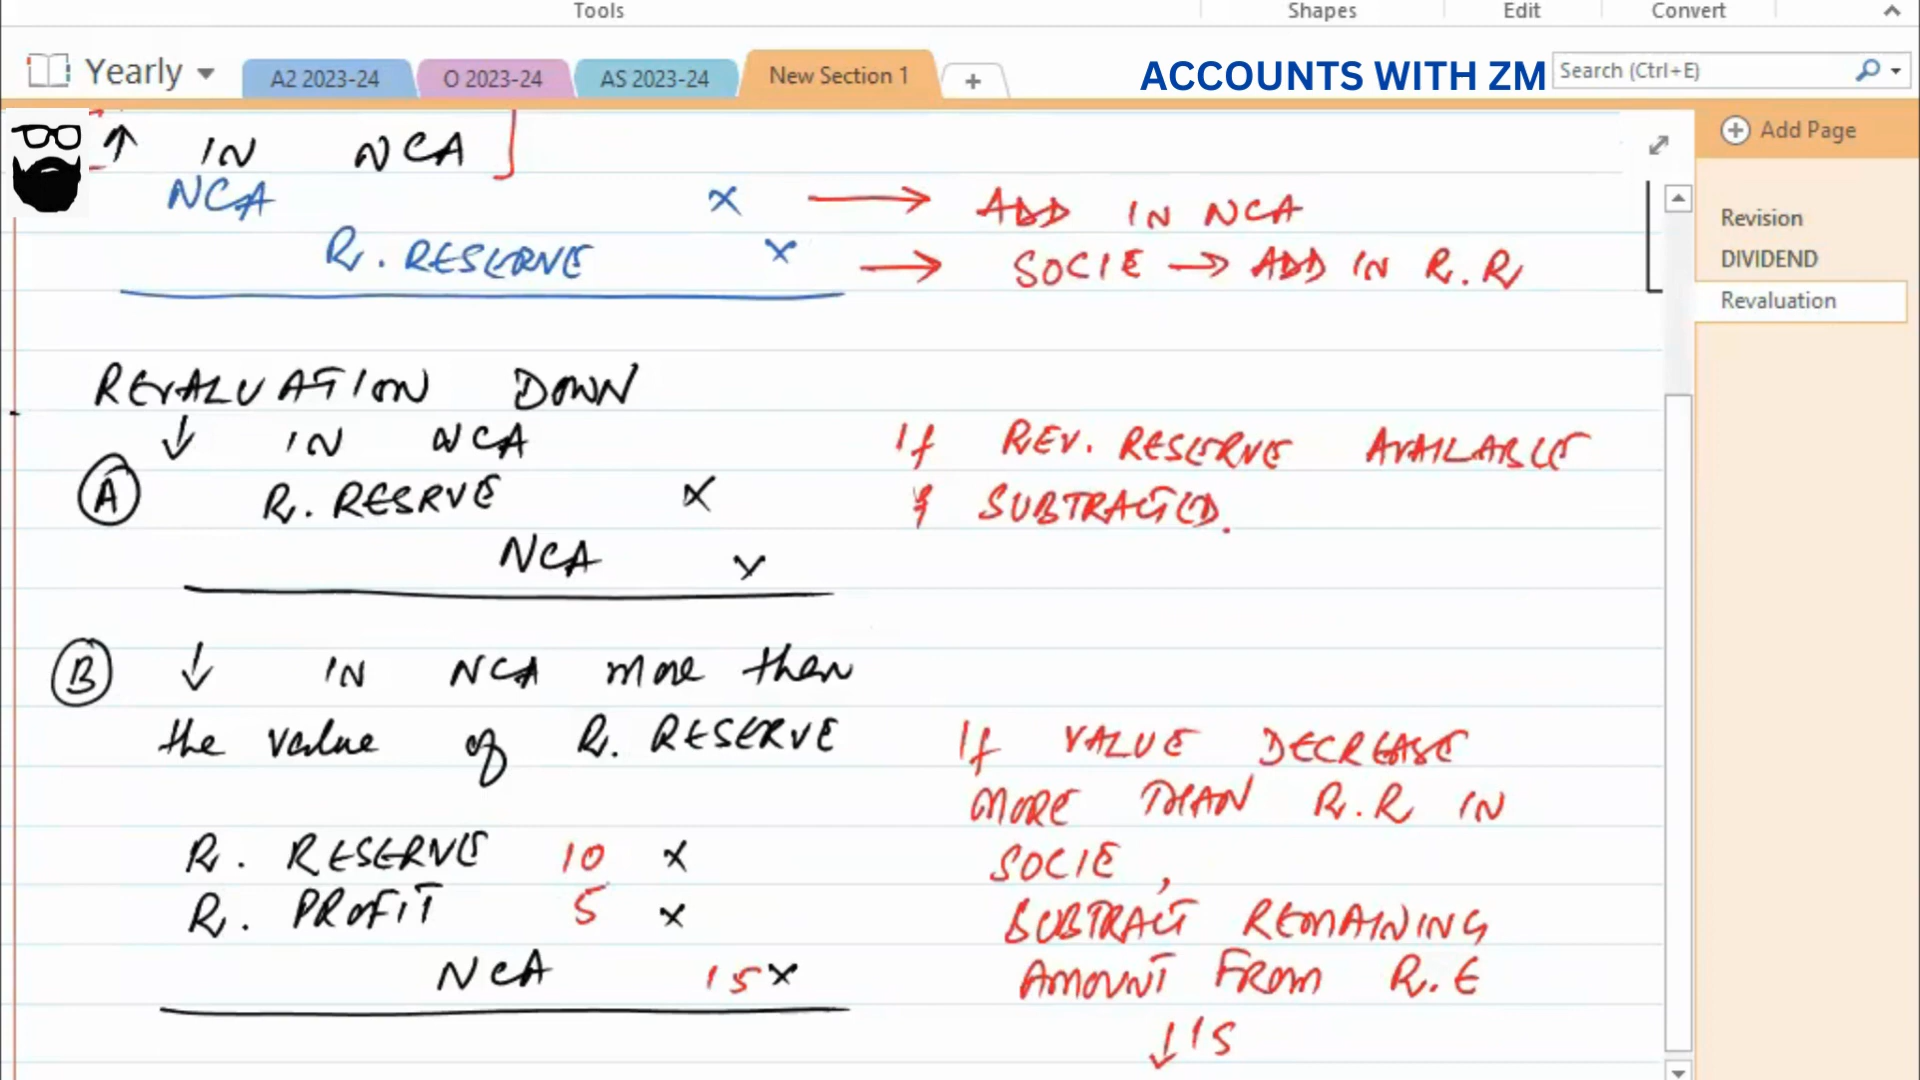 Tools Shapes Edit Convert
Yearly A2 2023-24 O 2023-24 AS 2023-24 New Section 1 + ACCOUNTS WITH ZM Search (Ctrl+E)
Add Page
Revision
DIVIDEND
Revaluation
↑ IN NCA
NCA x → ADD IN NCA
R. RESERVE x → SOCIE → ADD IN R.R
REVALUATION DOWN
↓ IN NCA If REV. RESERVE AVAILABLE
A R. RESRVE x & SUBTRACTED.
NCA x
B ↓ IN NCA more then
the value of R. RESERVE If VALUE DECREASE
MORE THAN R.R IN
R. RESERVE 10 x SOCIE,
R. PROFIT 5 x SUBTRACT REMAINING
NCA 15 x AMOUNT FROM R.E
↓ 15